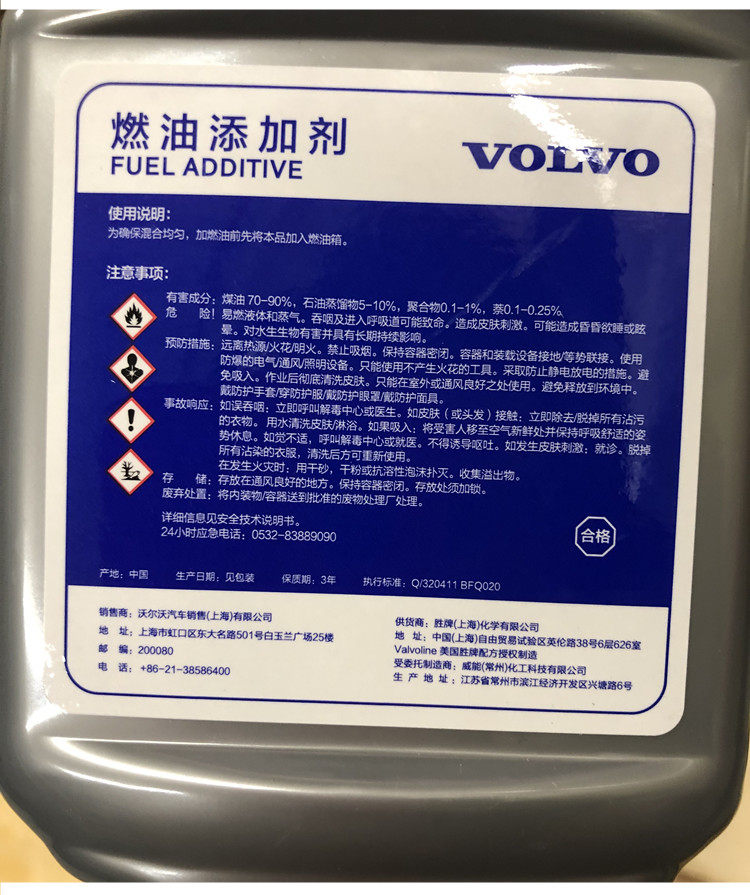 燃油添加剂
FUEL ADDITIVE
VOLVO
使用说明：
为确保混合均匀，加燃油前先将本品加入燃油箱。
注意事项：
有害成分：煤油 70-90%，石油蒸馏物5-10%，聚合物0.1-1%，萘0.1-0.25%
危 险！易燃液体和蒸气。吞咽及进入呼吸道可能致命。造成皮肤刺激。可能造成昏昏欲睡或眩
晕。对水生生物有害并具有长期持续影响。
预防措施：远离热源/火花/明火。禁止吸烟。保持容器密闭。容器和装载设备接地/等势联接。使用
防爆的电气/通风/照明设备。只能使用不产生火花的工具。采取防止静电放电的措施。避
免吸入。作业后彻底清洗皮肤。只能在室外或通风良好之处使用。避免释放到环境中。
戴防护手套/穿防护服/戴防护眼罩/戴防护面具。
事故响应：如误吞咽：立即呼叫解毒中心或医生。如皮肤（或头发）接触：立即除去/脱掉所有沾污
的衣物。用水清洗皮肤/淋浴。如果吸入：将受害人移至空气新鲜处并保持呼吸舒适的姿
势休息。如觉不适，呼叫解毒中心或就医。不得诱导呕吐。如发生皮肤刺激：就诊。脱掉
所有沾染的衣服，清洗后方可重新使用。
在发生火灾时：用干砂，干粉或抗溶性泡沫扑灭。收集溢出物。
存 储：存放在通风良好的地方。保持容器密闭。存放处须加锁。
废弃处置：将内装物/容器送到批准的废物处理厂处理。
详细信息见安全技术说明书。
24小时应急电话：0532-83889090
合格
产地：中国 生产日期：见包装 保质期：3年 执行标准：Q/320411 BFQ020
销售商：沃尔沃汽车销售(上海)有限公司
地 址：上海市虹口区东大名路501号白玉兰广场25楼
邮 编：200080
电 话：+86-21-38586400
供货商：胜牌(上海)化学有限公司
地 址：中国(上海)自由贸易试验区英伦路38号6层626室
Valvoline 美国胜牌配方授权制造
受委托制造商：威能(常州)化工科技有限公司
生 产 地 址：江苏省常州市滨江经济开发区兴塘路6号